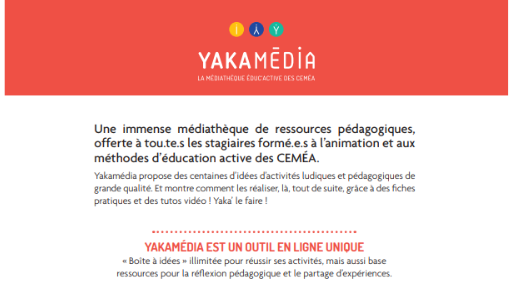 YAKAMÉDIA
LA MÉDIATHÈQUE ÉDUC'ACTIVE DES CEMÉA
Une immense médiathèque de ressources pédagogiques,
offerte à tou.te.s les stagiaires formé.e.s à l'animation et aux
méthodes d'éducation active des CEMÉA.
Yakamédia propose des centaines d'idées d'activités ludiques et pédagogiques de
grande qualité. Et montre comment les réaliser, là, tout de suite, grâce à des fiches
pratiques et des tutos vidéo ! Yaka' le faire !
YAKAMÉDIA EST UN OUTIL EN LIGNE UNIQUE
« Boîte à idées » illimitée pour réussir ses activités, mais aussi base
ressources pour la réflexion pédagogique et le partage d'expériences.